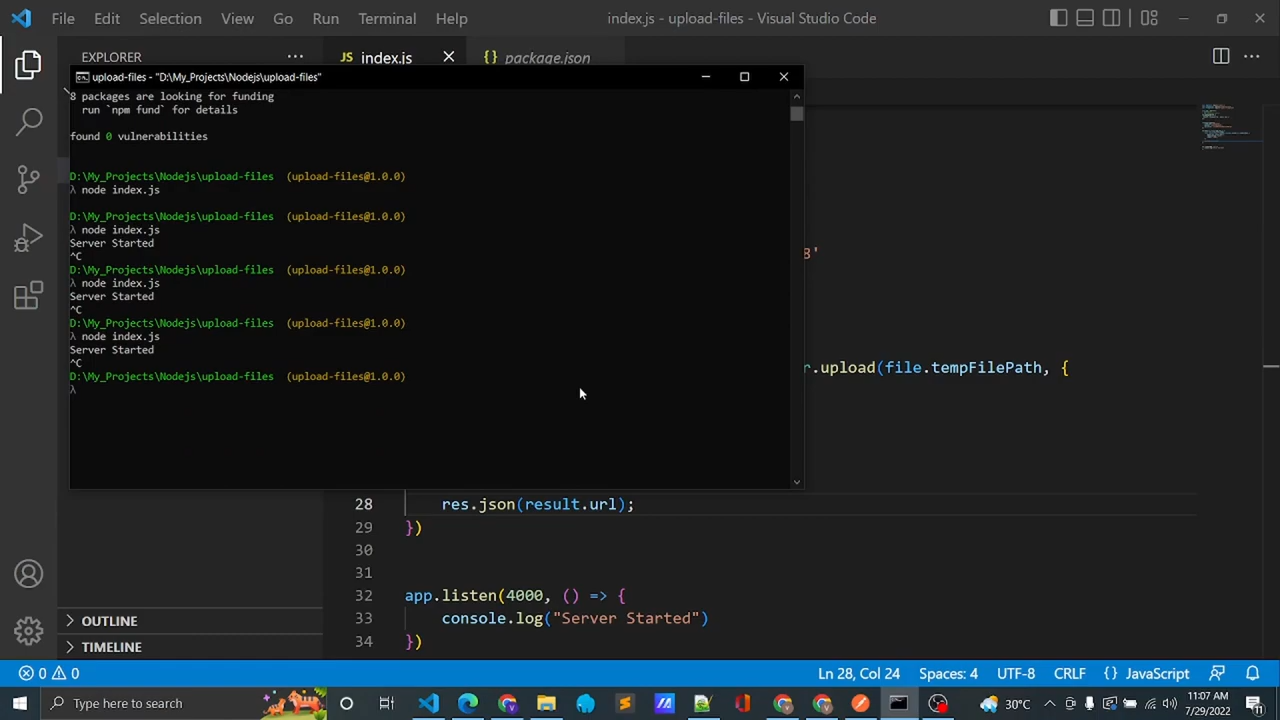 File Edit Selection View Go Run Terminal Help
index.js - upload-files - Visual Studio Code
EXPLORER
JS index.js
{} package.json
upload-files - "D:\My_Projects\Nodejs\upload-files"
8 packages are looking for funding
run `npm fund` for details
found 0 vulnerabilities
D:\My_Projects\Nodejs\upload-files (upload-files@1.0.0)
λ node index.js
D:\My_Projects\Nodejs\upload-files (upload-files@1.0.0)
λ node index.js
Server Started
^C
D:\My_Projects\Nodejs\upload-files (upload-files@1.0.0)
λ node index.js
Server Started
^C
D:\My_Projects\Nodejs\upload-files (upload-files@1.0.0)
λ node index.js
Server Started
^C
D:\My_Projects\Nodejs\upload-files (upload-files@1.0.0)
λ
8'
r.upload(file.tempFilePath, {
28 res.json(result.url);
29 })
30
31
32 app.listen(4000, () => {
33 console.log("Server Started")
34 })
OUTLINE
TIMELINE
0 0
Ln 28, Col 24 Spaces: 4 UTF-8 CRLF {} JavaScript
Type here to search
30°C
11:07 AM
7/29/2022